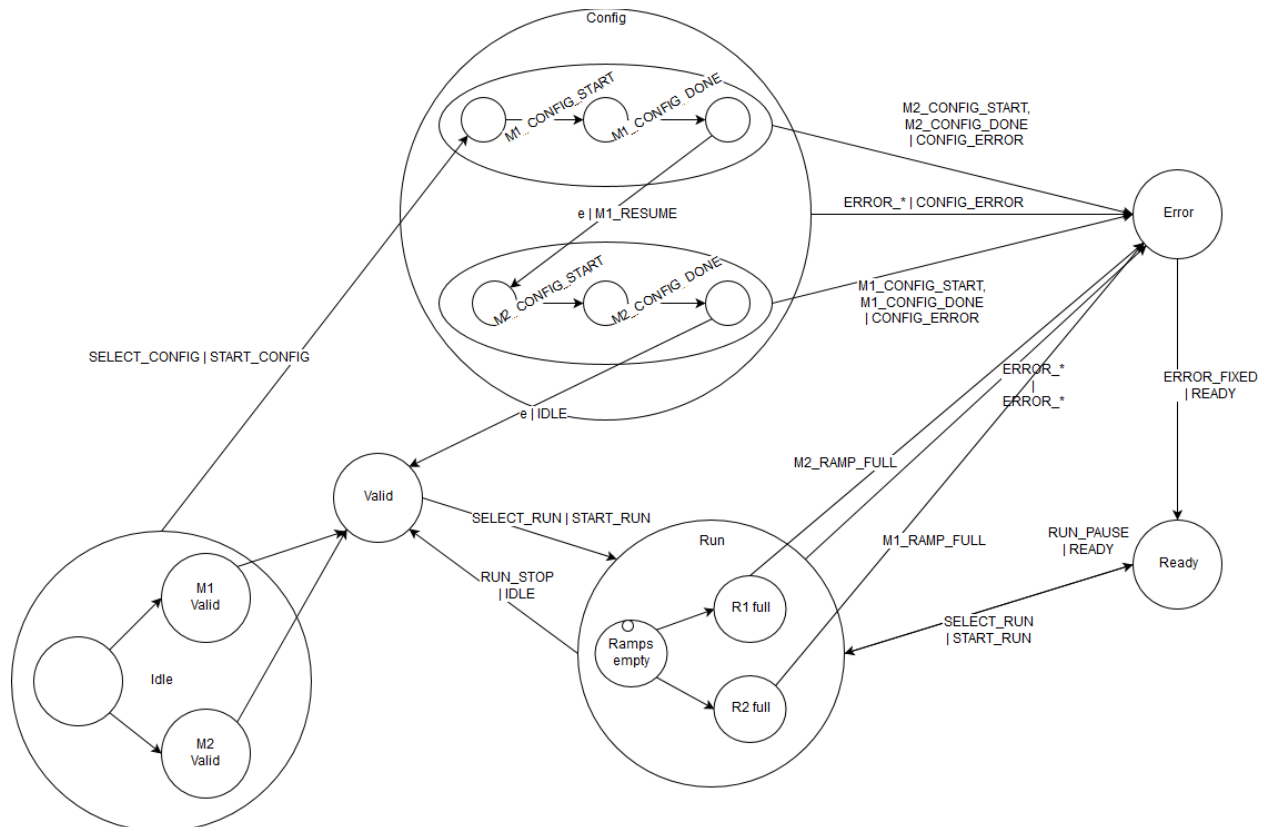 Config
M1_CONFIG_START
M1_CONFIG_DONE
M2_CONFIG_START,
M2_CONFIG_DONE
| CONFIG_ERROR
ERROR_* | CONFIG_ERROR
Error
e | M1_RESUME
M2_CONFIG_START
M2_CONFIG_DONE
M1_CONFIG_START,
M1_CONFIG_DONE
| CONFIG_ERROR
SELECT_CONFIG | START_CONFIG
ERROR_*
|
ERROR_*
ERROR_FIXED
| READY
e | IDLE
M2_RAMP_FULL
Valid
SELECT_RUN | START_RUN
Run
M1_RAMP_FULL
RUN_PAUSE
| READY
Ready
RUN_STOP
| IDLE
M1
Valid
R1 full
SELECT_RUN
| START_RUN
Ramps
empty
Idle
R2 full
M2
Valid